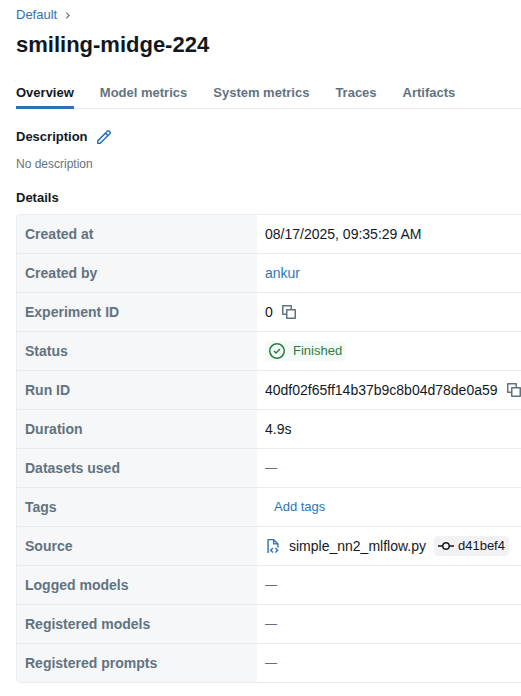 Default
smiling-midge-224
Overview Model metrics System metrics Traces Artifacts
Description
No description
Details
Created at 08/17/2025, 09:35:29 AM
Created by ankur
Experiment ID 0
Status Finished
Run ID 40df02f65ff14b37b9c8b04d78de0a59
Duration 4.9s
Datasets used —
Tags Add tags
Source simple_nn2_mlflow.py d41bef4
Logged models —
Registered models —
Registered prompts —